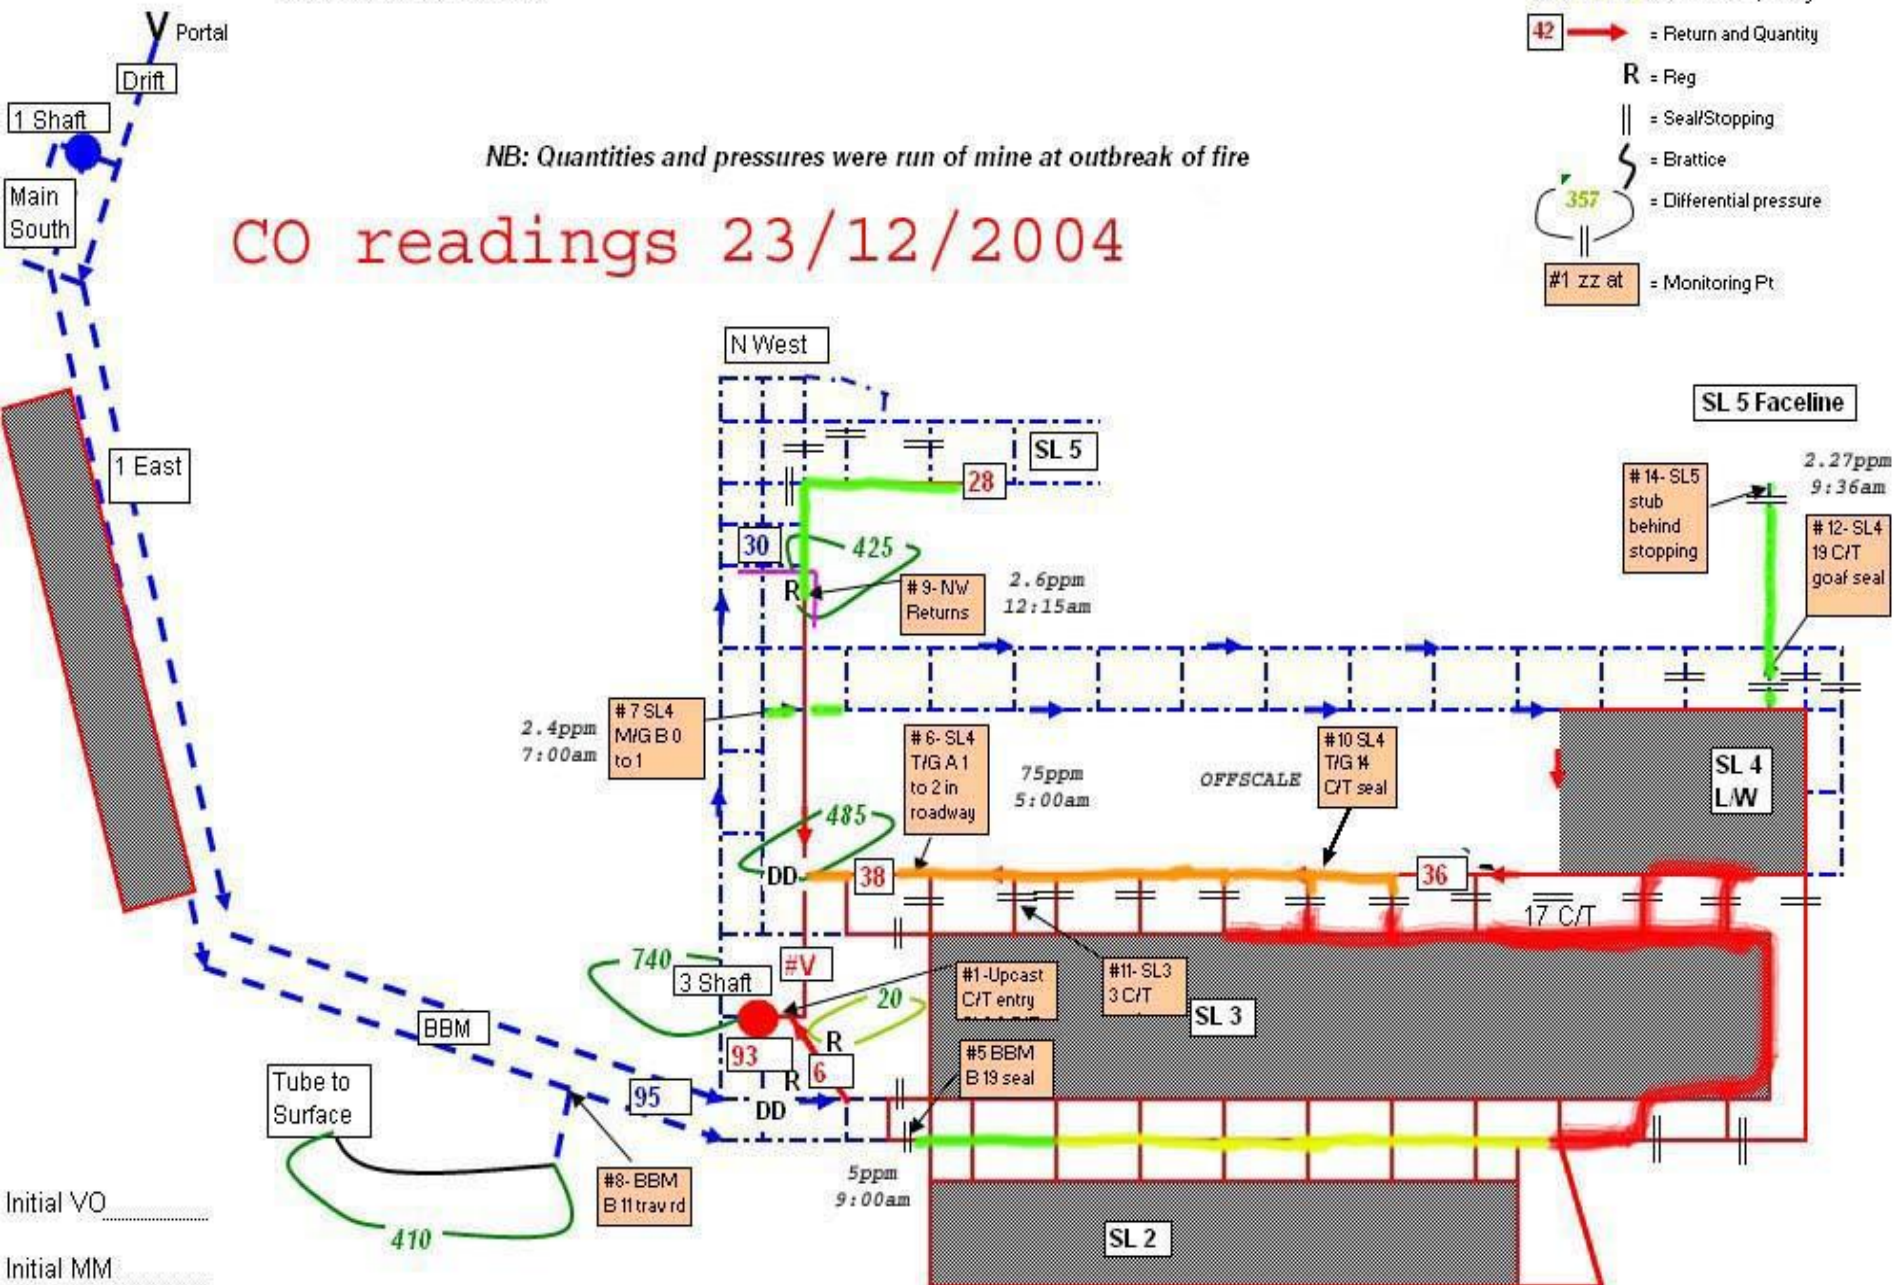 V Portal
Drift
1 Shaft
Main
South
42 = Return and Quantity
R = Reg
= Seal/Stopping
= Brattice
357 = Differential pressure
#1 zz at = Monitoring Pt
NB: Quantities and pressures were run of mine at outbreak of fire
CO readings 23/12/2004
N West
SL 5 Faceline
1 East
SL 5
28
# 14- SL5
stub
behind
stopping
2.27ppm
9:36am
# 12- SL4
19 C/T
goaf seal
30
425
R
# 9- NW
Returns
2.6ppm
12:15am
2.4ppm
7:00am
# 7 SL4
M/G B 0
to 1
# 6- SL4
T/G A 1
to 2 in
roadway
75ppm
5:00am
OFFSCALE
#10 SL4
T/G 14
C/T seal
SL 4
L/W
485
DD
38
36
17 C/T
740
3 Shaft
#V
20
#1-Upcast
C/T entry
#11- SL3
3 C/T
SL 3
BBM
93
R
R
6
#5 BBM
B 19 seal
Tube to
Surface
95
DD
#8- BBM
B 11 trav rd
5ppm
9:00am
410
SL 2
Initial VO
Initial MM